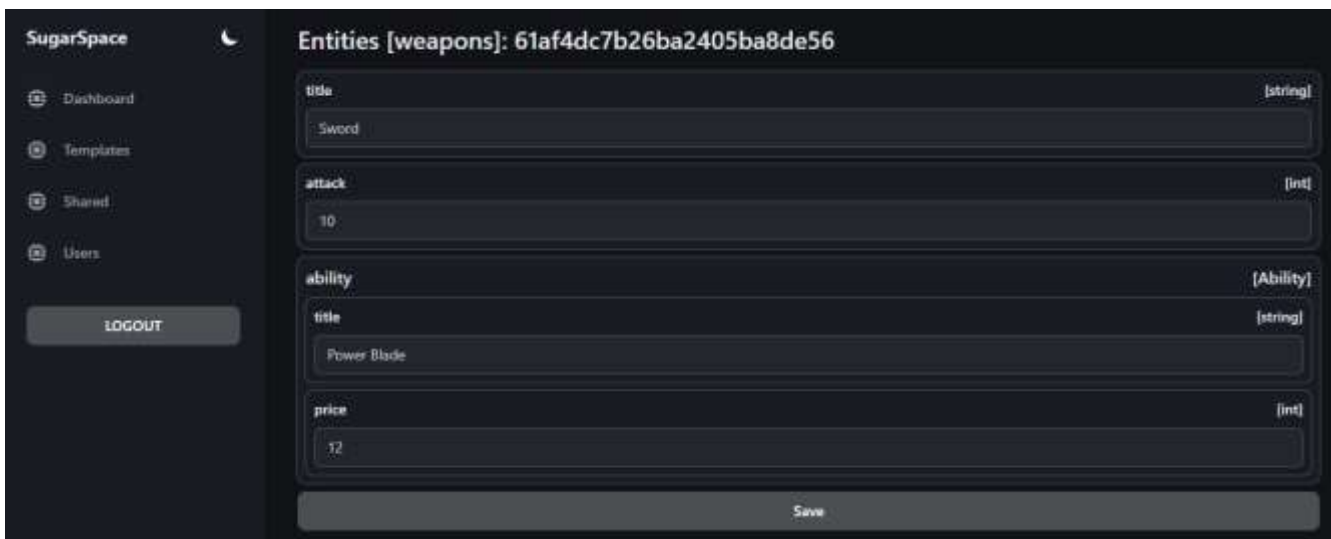 SugarSpace
Dashboard
Templates
Shared
Users
LOGOUT
Entities [weapons]: 61af4dc7b26ba2405ba8de56
title [string]
Sword
attack [int]
10
ability [Ability]
title [string]
Power Blade
price [int]
12
Save